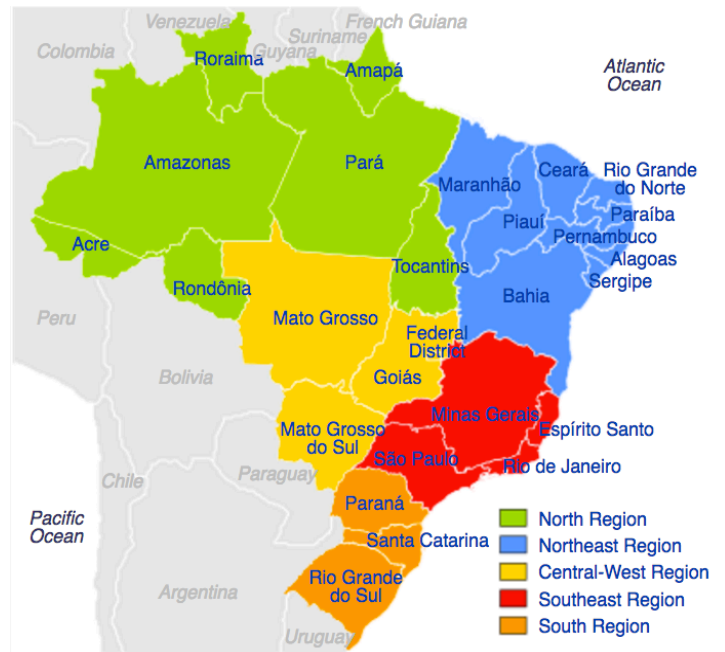 Venezuela
French Guiana
Suriname
Colombia
Guyana
Roraima
Amapá
Atlantic
Ocean
Amazonas
Pará
Maranhão
Ceará
Rio Grande
do Norte
Piauí
Paraíba
Pernambuco
Acre
Alagoas
Tocantins
Sergipe
Rondônia
Bahia
Peru
Mato Grosso
Federal
District
Bolivia
Goiás
Minas Gerais
Mato Grosso
do Sul
Espírito Santo
São Paulo
Rio de Janeiro
Paraguay
Chile
Paraná
Pacific
Ocean
North Region
Santa Catarina
Northeast Region
Central-West Region
Rio Grande
do Sul
Argentina
Southeast Region
South Region
Uruguay